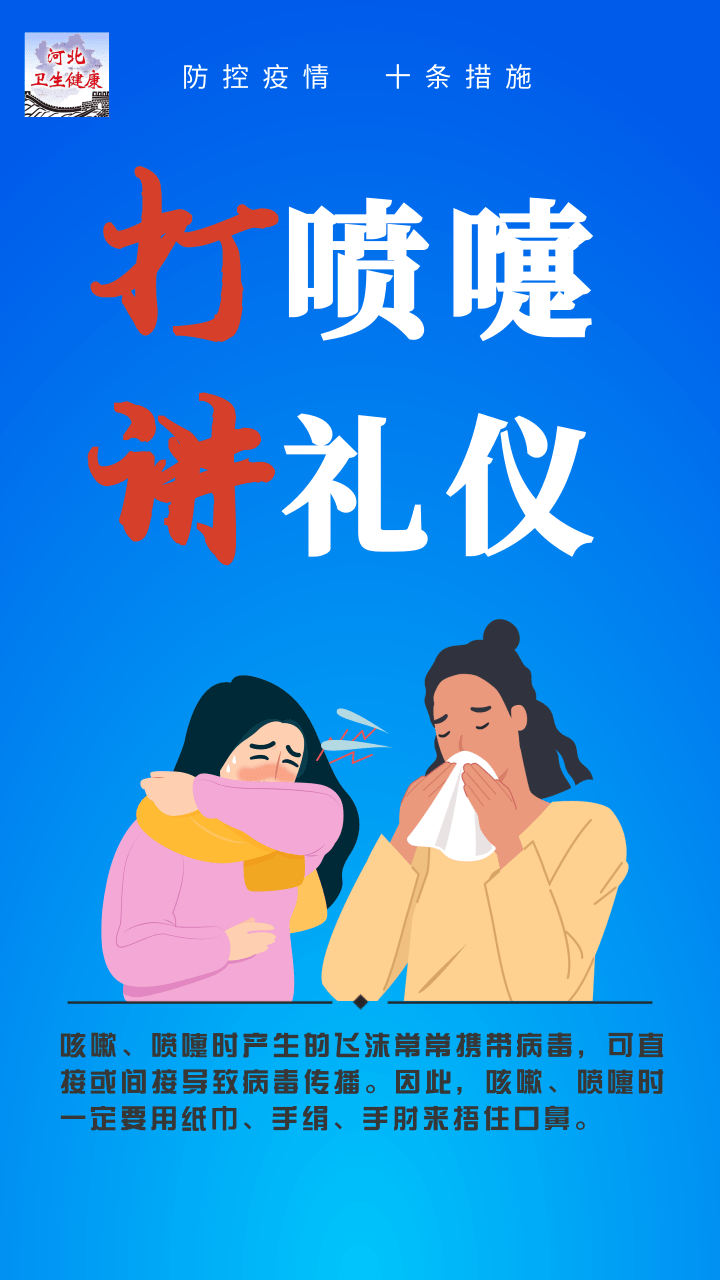 河北
卫生健康
防控疫情 十条措施
打喷嚏
讲礼仪
咳嗽、喷嚏时产生的飞沫常常携带病毒，可直
接或间接导致病毒传播。因此，咳嗽、喷嚏时
一定要用纸巾、手绢、手肘来捂住口鼻。